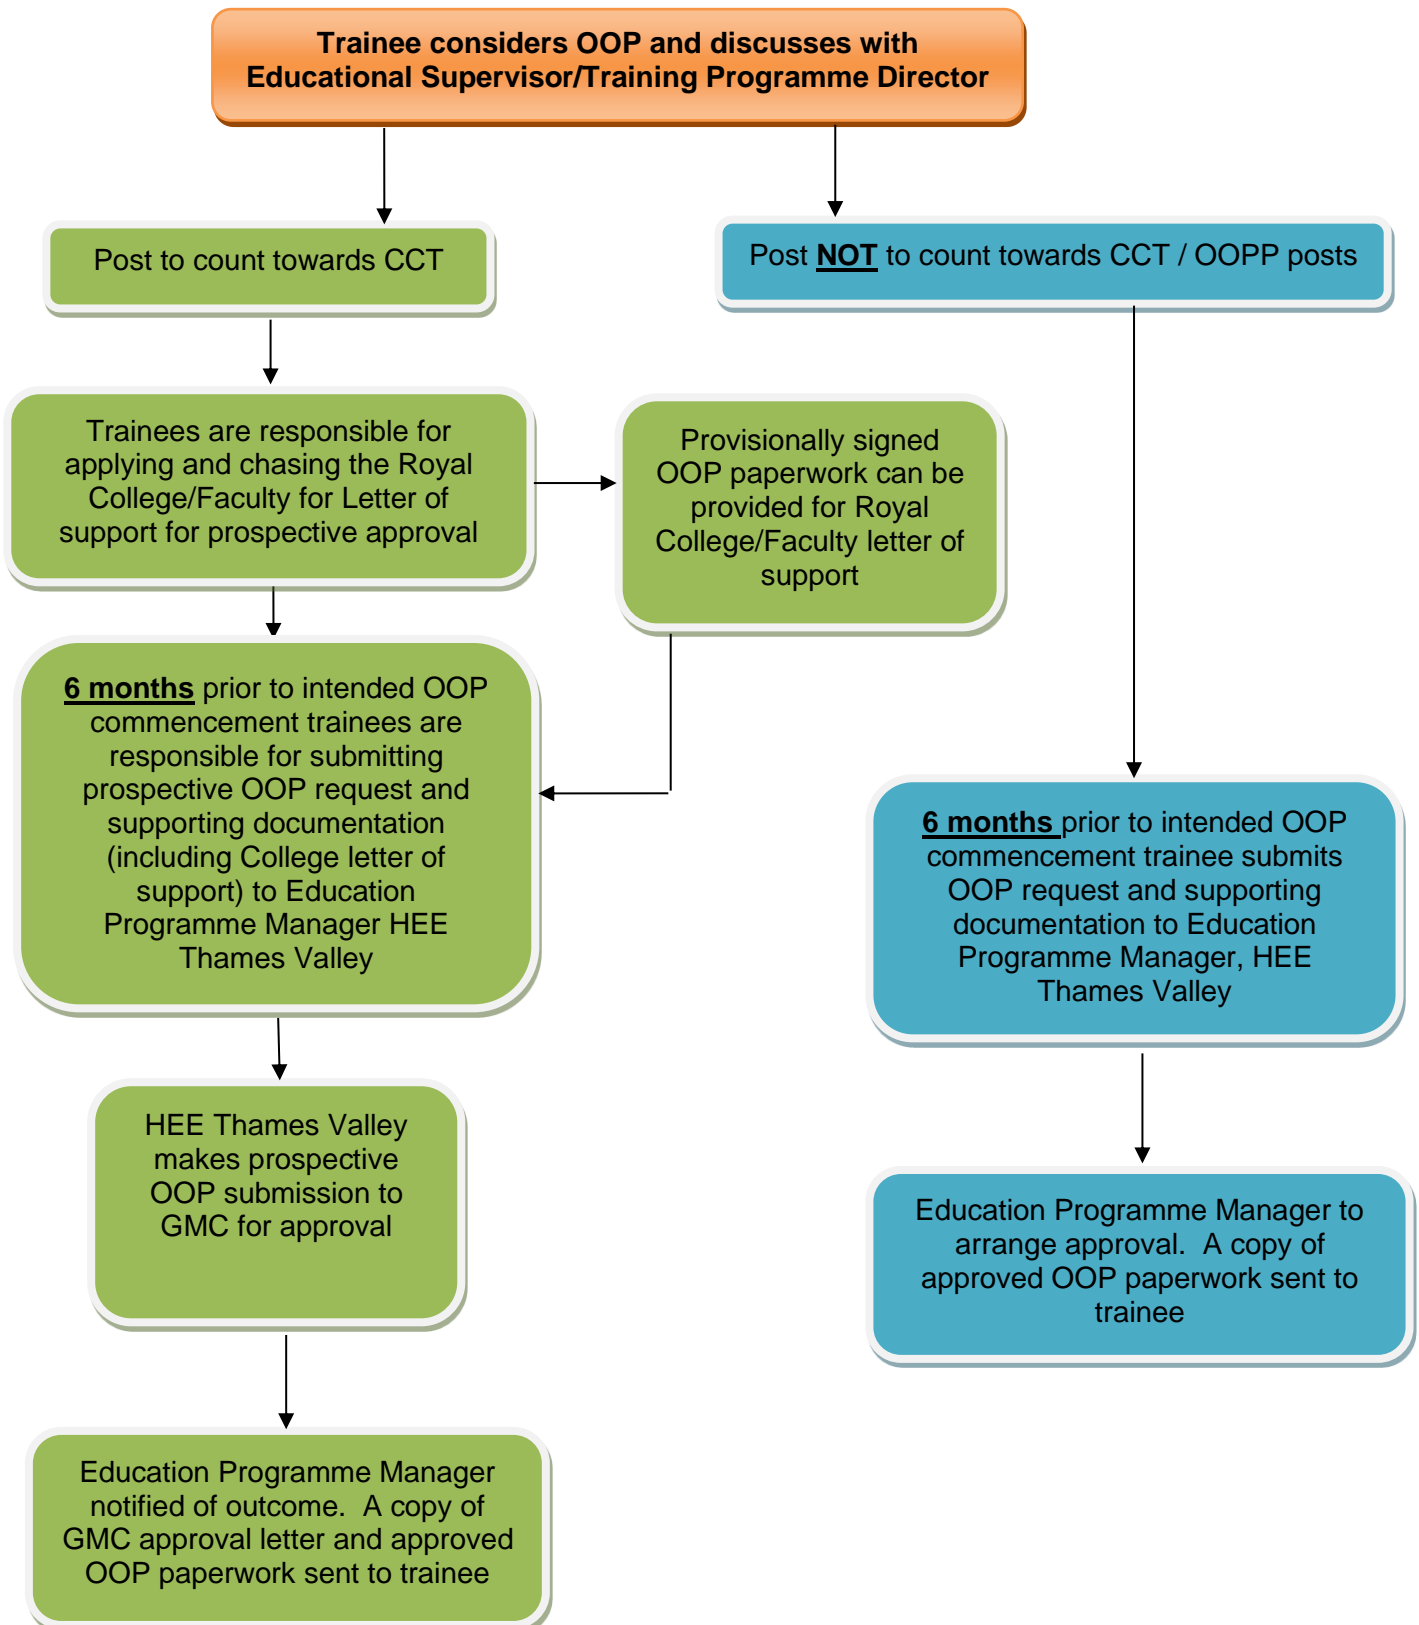 Trainee considers OOP and discusses with
Educational Supervisor/Training Programme Director
Post to count towards CCT
Post NOT to count towards CCT / OOPP posts
Trainees are responsible for
applying and chasing the Royal
College/Faculty for Letter of
support for prospective approval
Provisionally signed
OOP paperwork can be
provided for Royal
College/Faculty letter of
support
6 months prior to intended OOP
commencement trainees are
responsible for submitting
prospective OOP request and
supporting documentation
(including College letter of
support) to Education
Programme Manager HEE
Thames Valley
6 months prior to intended OOP
commencement trainee submits
OOP request and supporting
documentation to Education
Programme Manager, HEE
Thames Valley
HEE Thames Valley
makes prospective
OOP submission to
GMC for approval
Education Programme Manager to
arrange approval.  A copy of
approved OOP paperwork sent to
trainee
Education Programme Manager
notified of outcome.  A copy of
GMC approval letter and approved
OOP paperwork sent to trainee